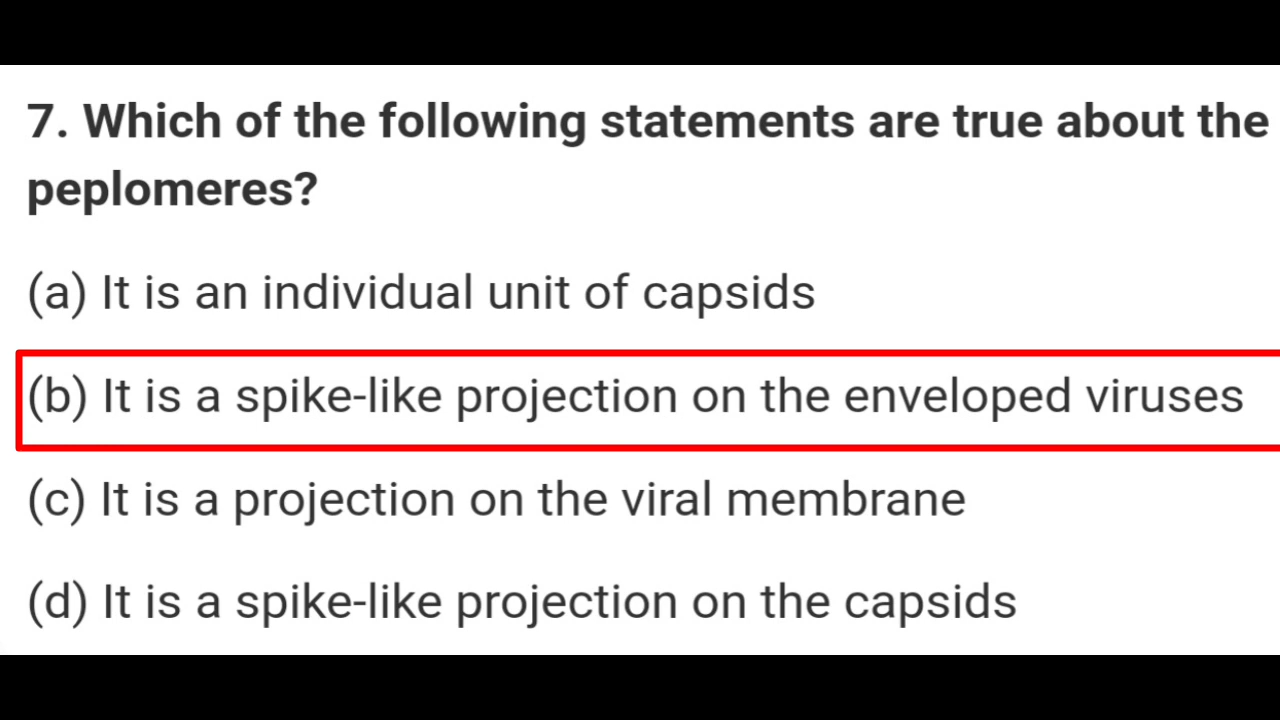 7. Which of the following statements are true about the
peplomeres?
(a) It is an individual unit of capsids
(b) It is a spike-like projection on the enveloped viruses
(c) It is a projection on the viral membrane
(d) It is a spike-like projection on the capsids